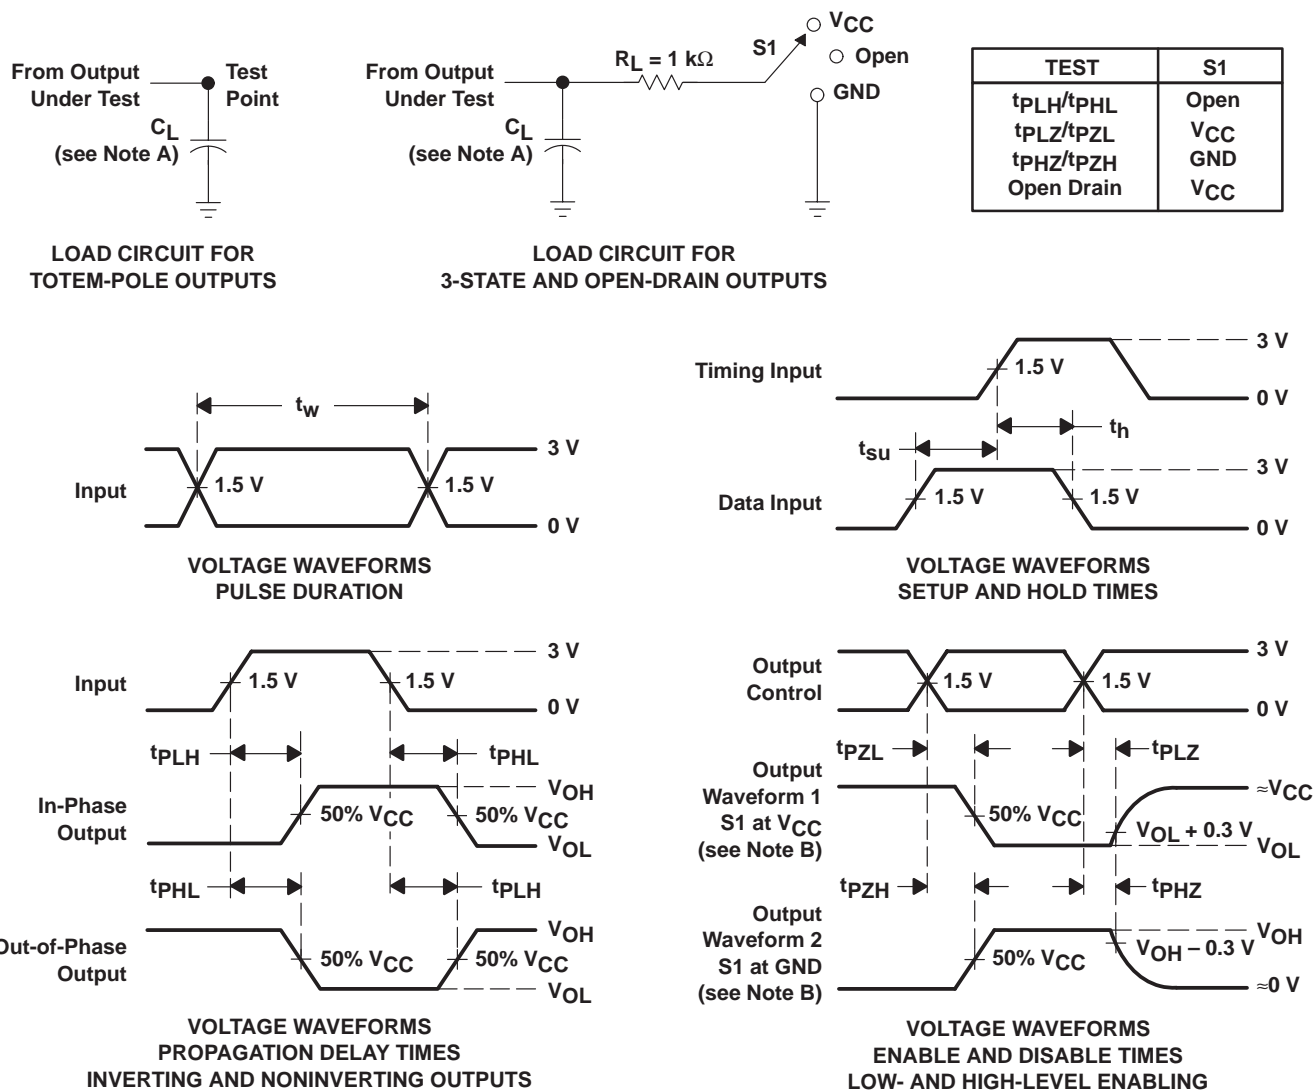 From Output
Under Test
Test
Point
CL
(see Note A)
LOAD CIRCUIT FOR
TOTEM-POLE OUTPUTS
From Output
Under Test
RL = 1 kΩ
S1
VCC
Open
GND
CL
(see Note A)
LOAD CIRCUIT FOR
3-STATE AND OPEN-DRAIN OUTPUTS
TEST S1
tPLH/tPHL Open
tPLZ/tPZL VCC
tPHZ/tPZH GND
Open Drain VCC
tw
Input
1.5 V
1.5 V
3 V
0 V
VOLTAGE WAVEFORMS
PULSE DURATION
Timing Input
1.5 V
3 V
0 V
tsu
th
Data Input
1.5 V
1.5 V
3 V
0 V
VOLTAGE WAVEFORMS
SETUP AND HOLD TIMES
Input
1.5 V
1.5 V
3 V
0 V
tPLH
tPHL
In-Phase
Output
50% VCC
50% VCC
VOH
VOL
tPHL
tPLH
Out-of-Phase
Output
50% VCC
50% VCC
VOH
VOL
VOLTAGE WAVEFORMS
PROPAGATION DELAY TIMES
INVERTING AND NONINVERTING OUTPUTS
Output
Control
1.5 V
1.5 V
3 V
0 V
tPZL
tPLZ
Output
Waveform 1
S1 at VCC
(see Note B)
50% VCC
≈VCC
VOL + 0.3 V
VOL
tPZH
tPHZ
Output
Waveform 2
S1 at GND
(see Note B)
50% VCC
VOH
VOH − 0.3 V
≈0 V
VOLTAGE WAVEFORMS
ENABLE AND DISABLE TIMES
LOW- AND HIGH-LEVEL ENABLING